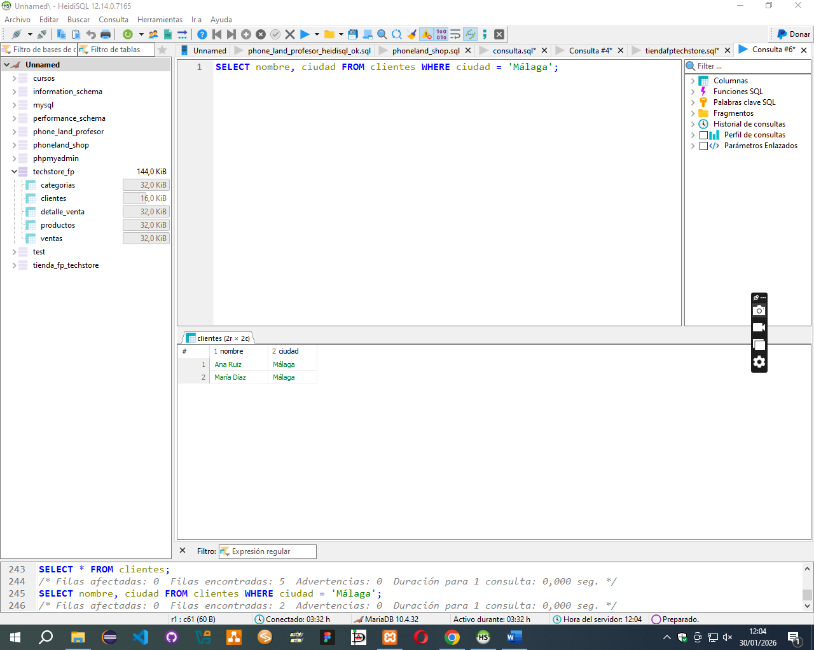 Unnamed\ - HeidiSQL 12.14.0.7165
Archivo Editar Buscar Consulta Herramientas Ir a Ayuda
Donar
Filtro de bases de d
Filtro de tablas
Unnamed
phone_land_profesor_heidisql_ok.sql
phoneland_shop.sql
consulta.sql*
Consulta #4*
tiendafptechstore.sql*
Consulta #6*
Unnamed
cursos
information_schema
mysql
performance_schema
phone_land_profesor
phoneland_shop
phpmyadmin
techstore_fp 144,0 KiB
categorias 32,0 KiB
clientes 16,0 KiB
detalle_venta 32,0 KiB
productos 32,0 KiB
ventas 32,0 KiB
test
tienda_fp_techstore
1 SELECT nombre, ciudad FROM clientes WHERE ciudad = 'Málaga';
Filter ...
Columnas
Funciones SQL
Palabras clave SQL
Fragmentos
Historial de consultas
Perfil de consultas
Parámetros Enlazados
clientes (2r × 2c)
# 1 nombre 2 ciudad
1 Ana Ruiz Málaga
2 María Díaz Málaga
Filtro: Expresión regular
243 SELECT * FROM clientes;
244 /* Filas afectadas: 0 Filas encontradas: 5 Advertencias: 0 Duración para 1 consulta: 0,000 seg. */
245 SELECT nombre, ciudad FROM clientes WHERE ciudad = 'Málaga';
246 /* Filas afectadas: 0 Filas encontradas: 2 Advertencias: 0 Duración para 1 consulta: 0,000 seg. */
r1 : c61 (60 B)
Conectado: 03:32 h
MariaDB 10.4.32
Activo durante: 03:32 h
Hora del servidor: 12:04
Preparado.
12:04
30/01/2026